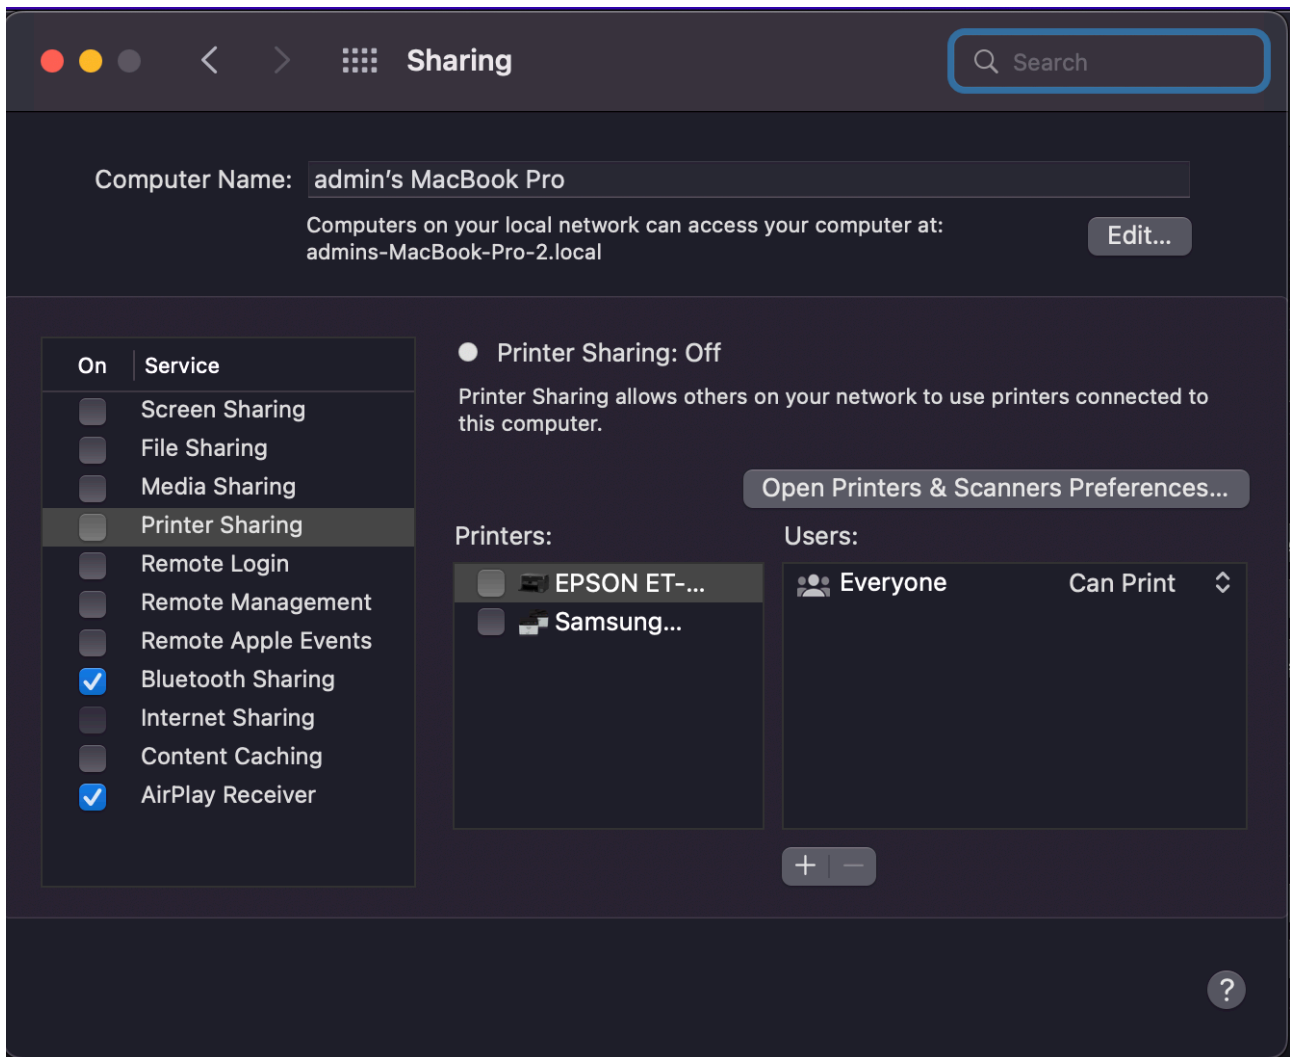 Sharing
Search
Computer Name: admin's MacBook Pro
Computers on your local network can access your computer at:
admins-MacBook-Pro-2.local
Edit...
On Service
Screen Sharing
File Sharing
Media Sharing
Printer Sharing
Remote Login
Remote Management
Remote Apple Events
Bluetooth Sharing
Internet Sharing
Content Caching
AirPlay Receiver
Printer Sharing: Off
Printer Sharing allows others on your network to use printers connected to
this computer.
Open Printers & Scanners Preferences...
Printers:
EPSON ET-...
Samsung...
Users:
Everyone Can Print
+ −
?